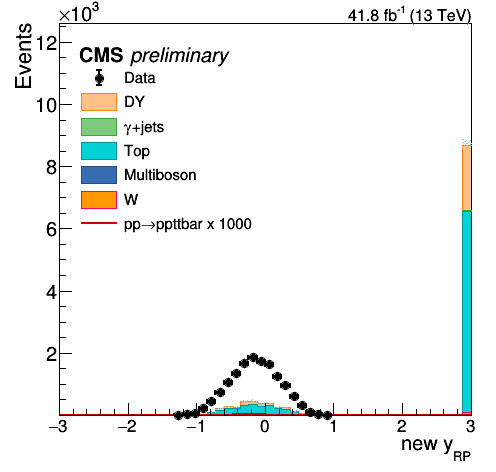 ×10³
41.8 fb⁻¹ (13 TeV)
Events
CMS preliminary
Data
DY
γ+jets
Top
Multiboson
W
pp→ppttbar x 1000
12
10
8
6
4
2
−3 −2 −1 0 1 2 3
new y_RP